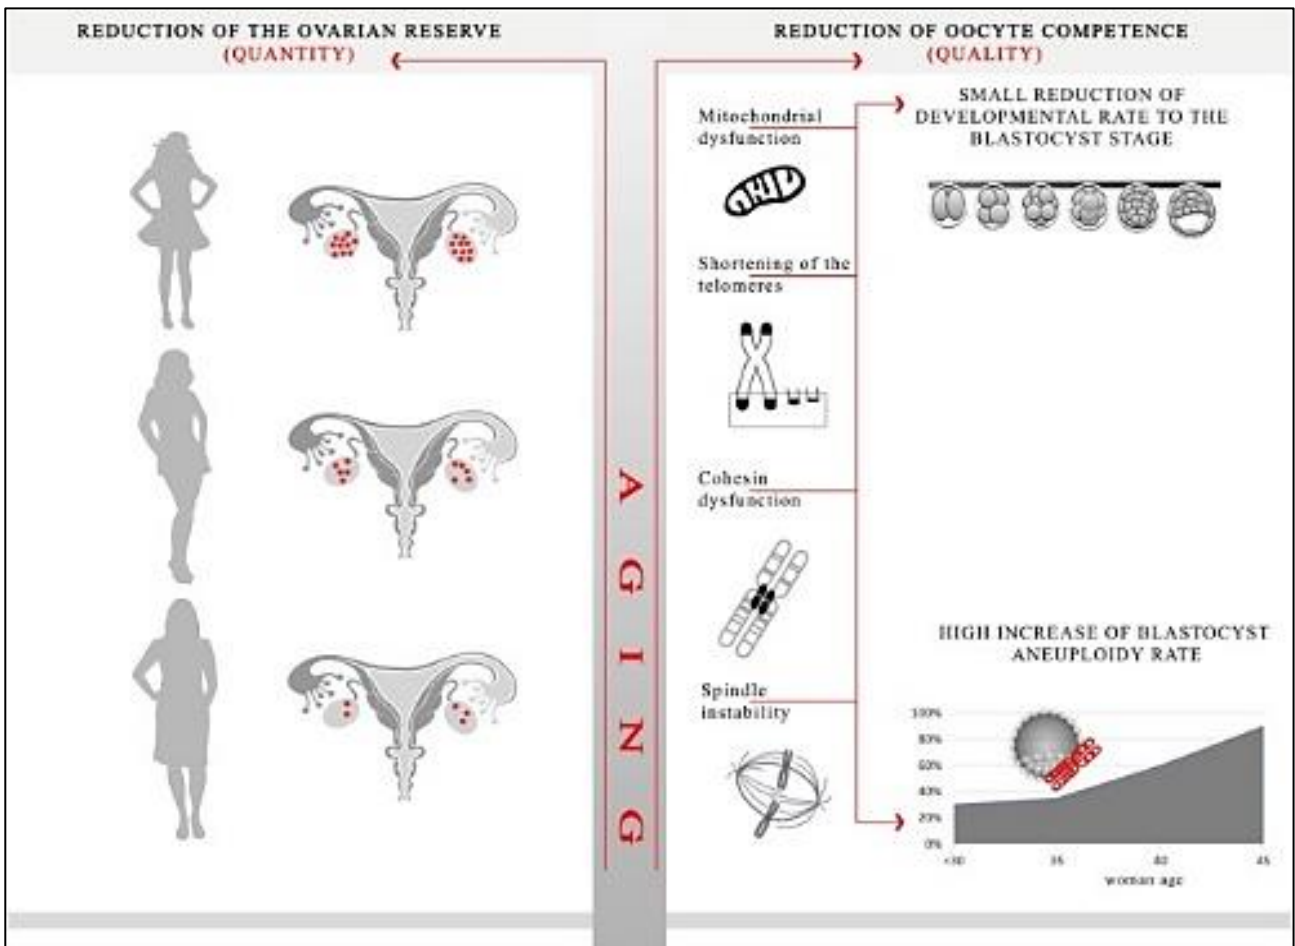 REDUCTION OF THE OVARIAN RESERVE
(QUANTITY)
REDUCTION OF OOCYTE COMPETENCE
(QUALITY)
Mitochondrial
dysfunction
Shortening of the
telomeres
Cohesin
dysfunction
Spindle
instability
SMALL REDUCTION OF
DEVELOPMENTAL RATE TO THE
BLASTOCYST STAGE
HIGH INCREASE OF BLASTOCYST
ANEUPLOIDY RATE
100%
80%
60%
40%
20%
0%
<30 35 40 45
woman age
AGING